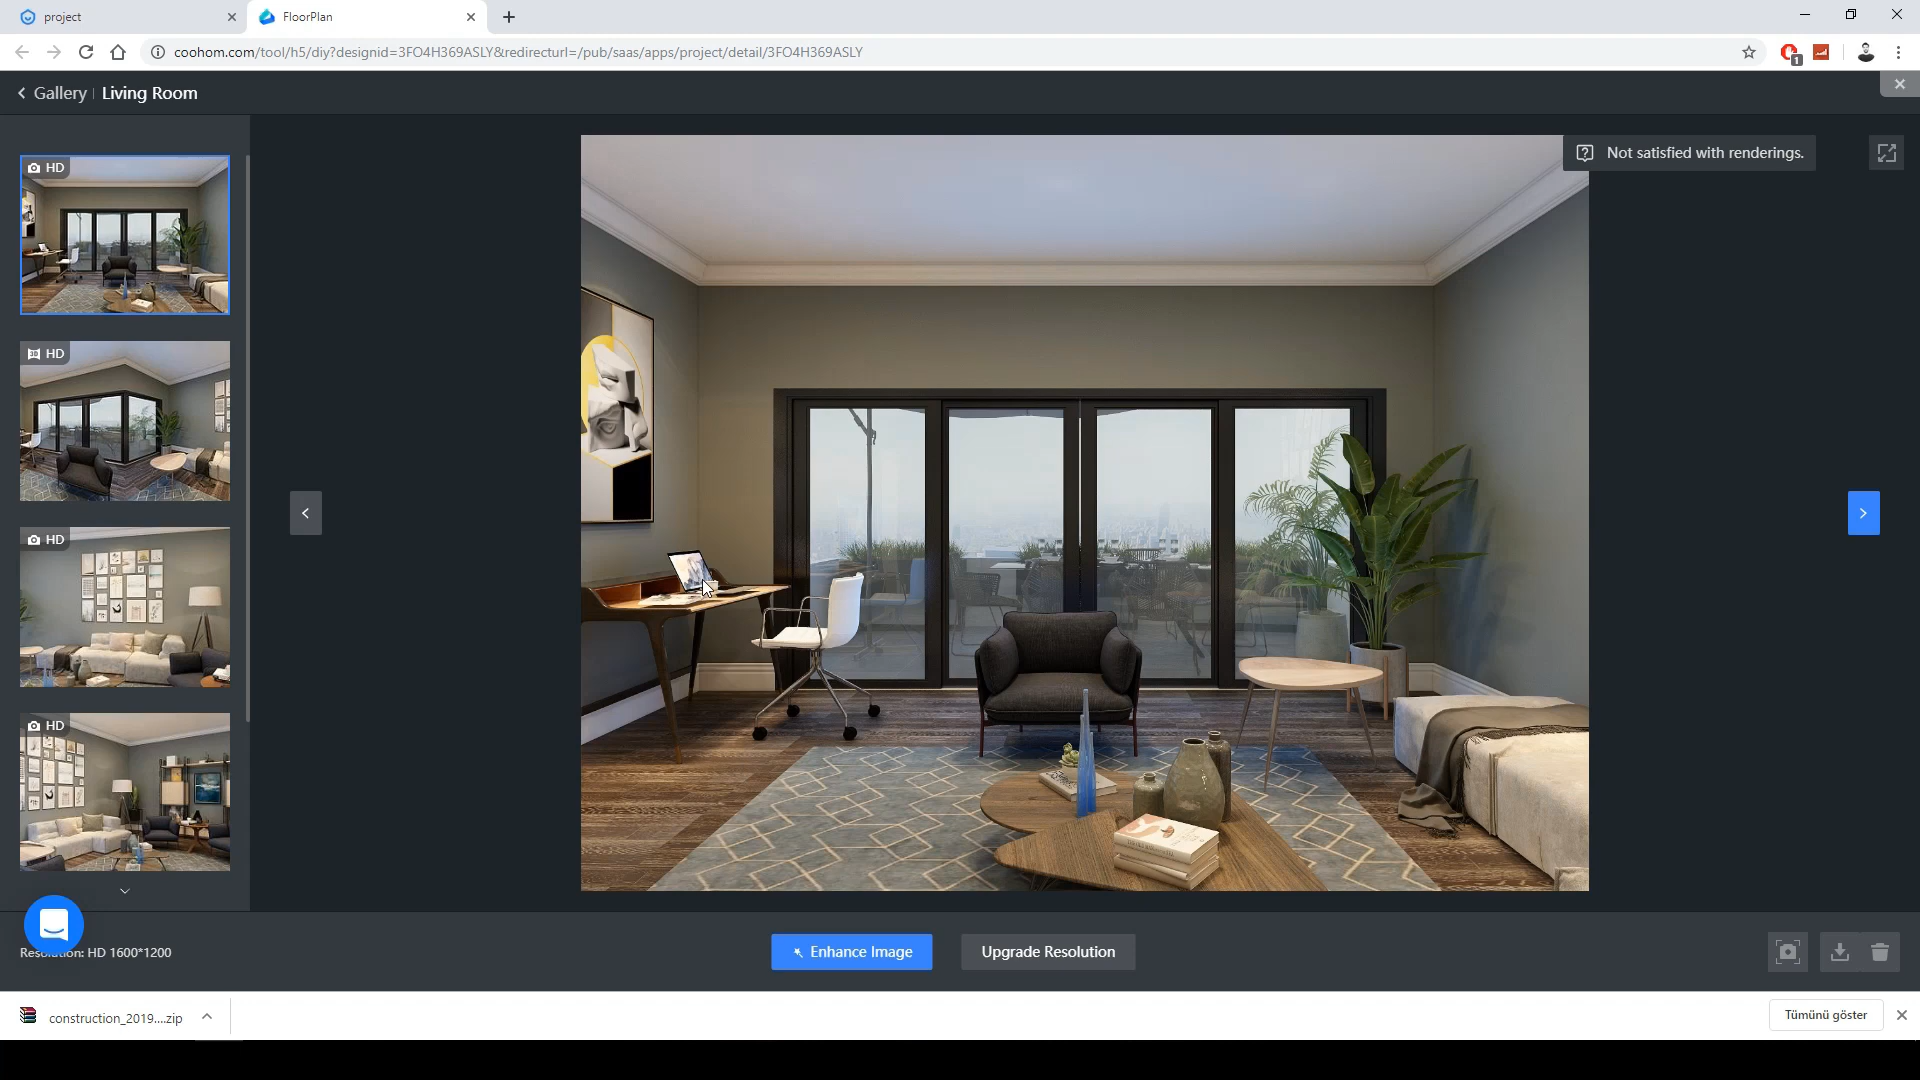 project
FloorPlan
coohom.com/tool/h5/diy?designid=3FO4H369ASLY&redirecturl=/pub/saas/apps/project/detail/3FO4H369ASLY
1
Gallery | Living Room
Not satisfied with renderings.
HD
HD
HD
HD
Resolution: HD 1600*1200
Enhance Image
Upgrade Resolution
construction_2019....zip
Tümünü göster